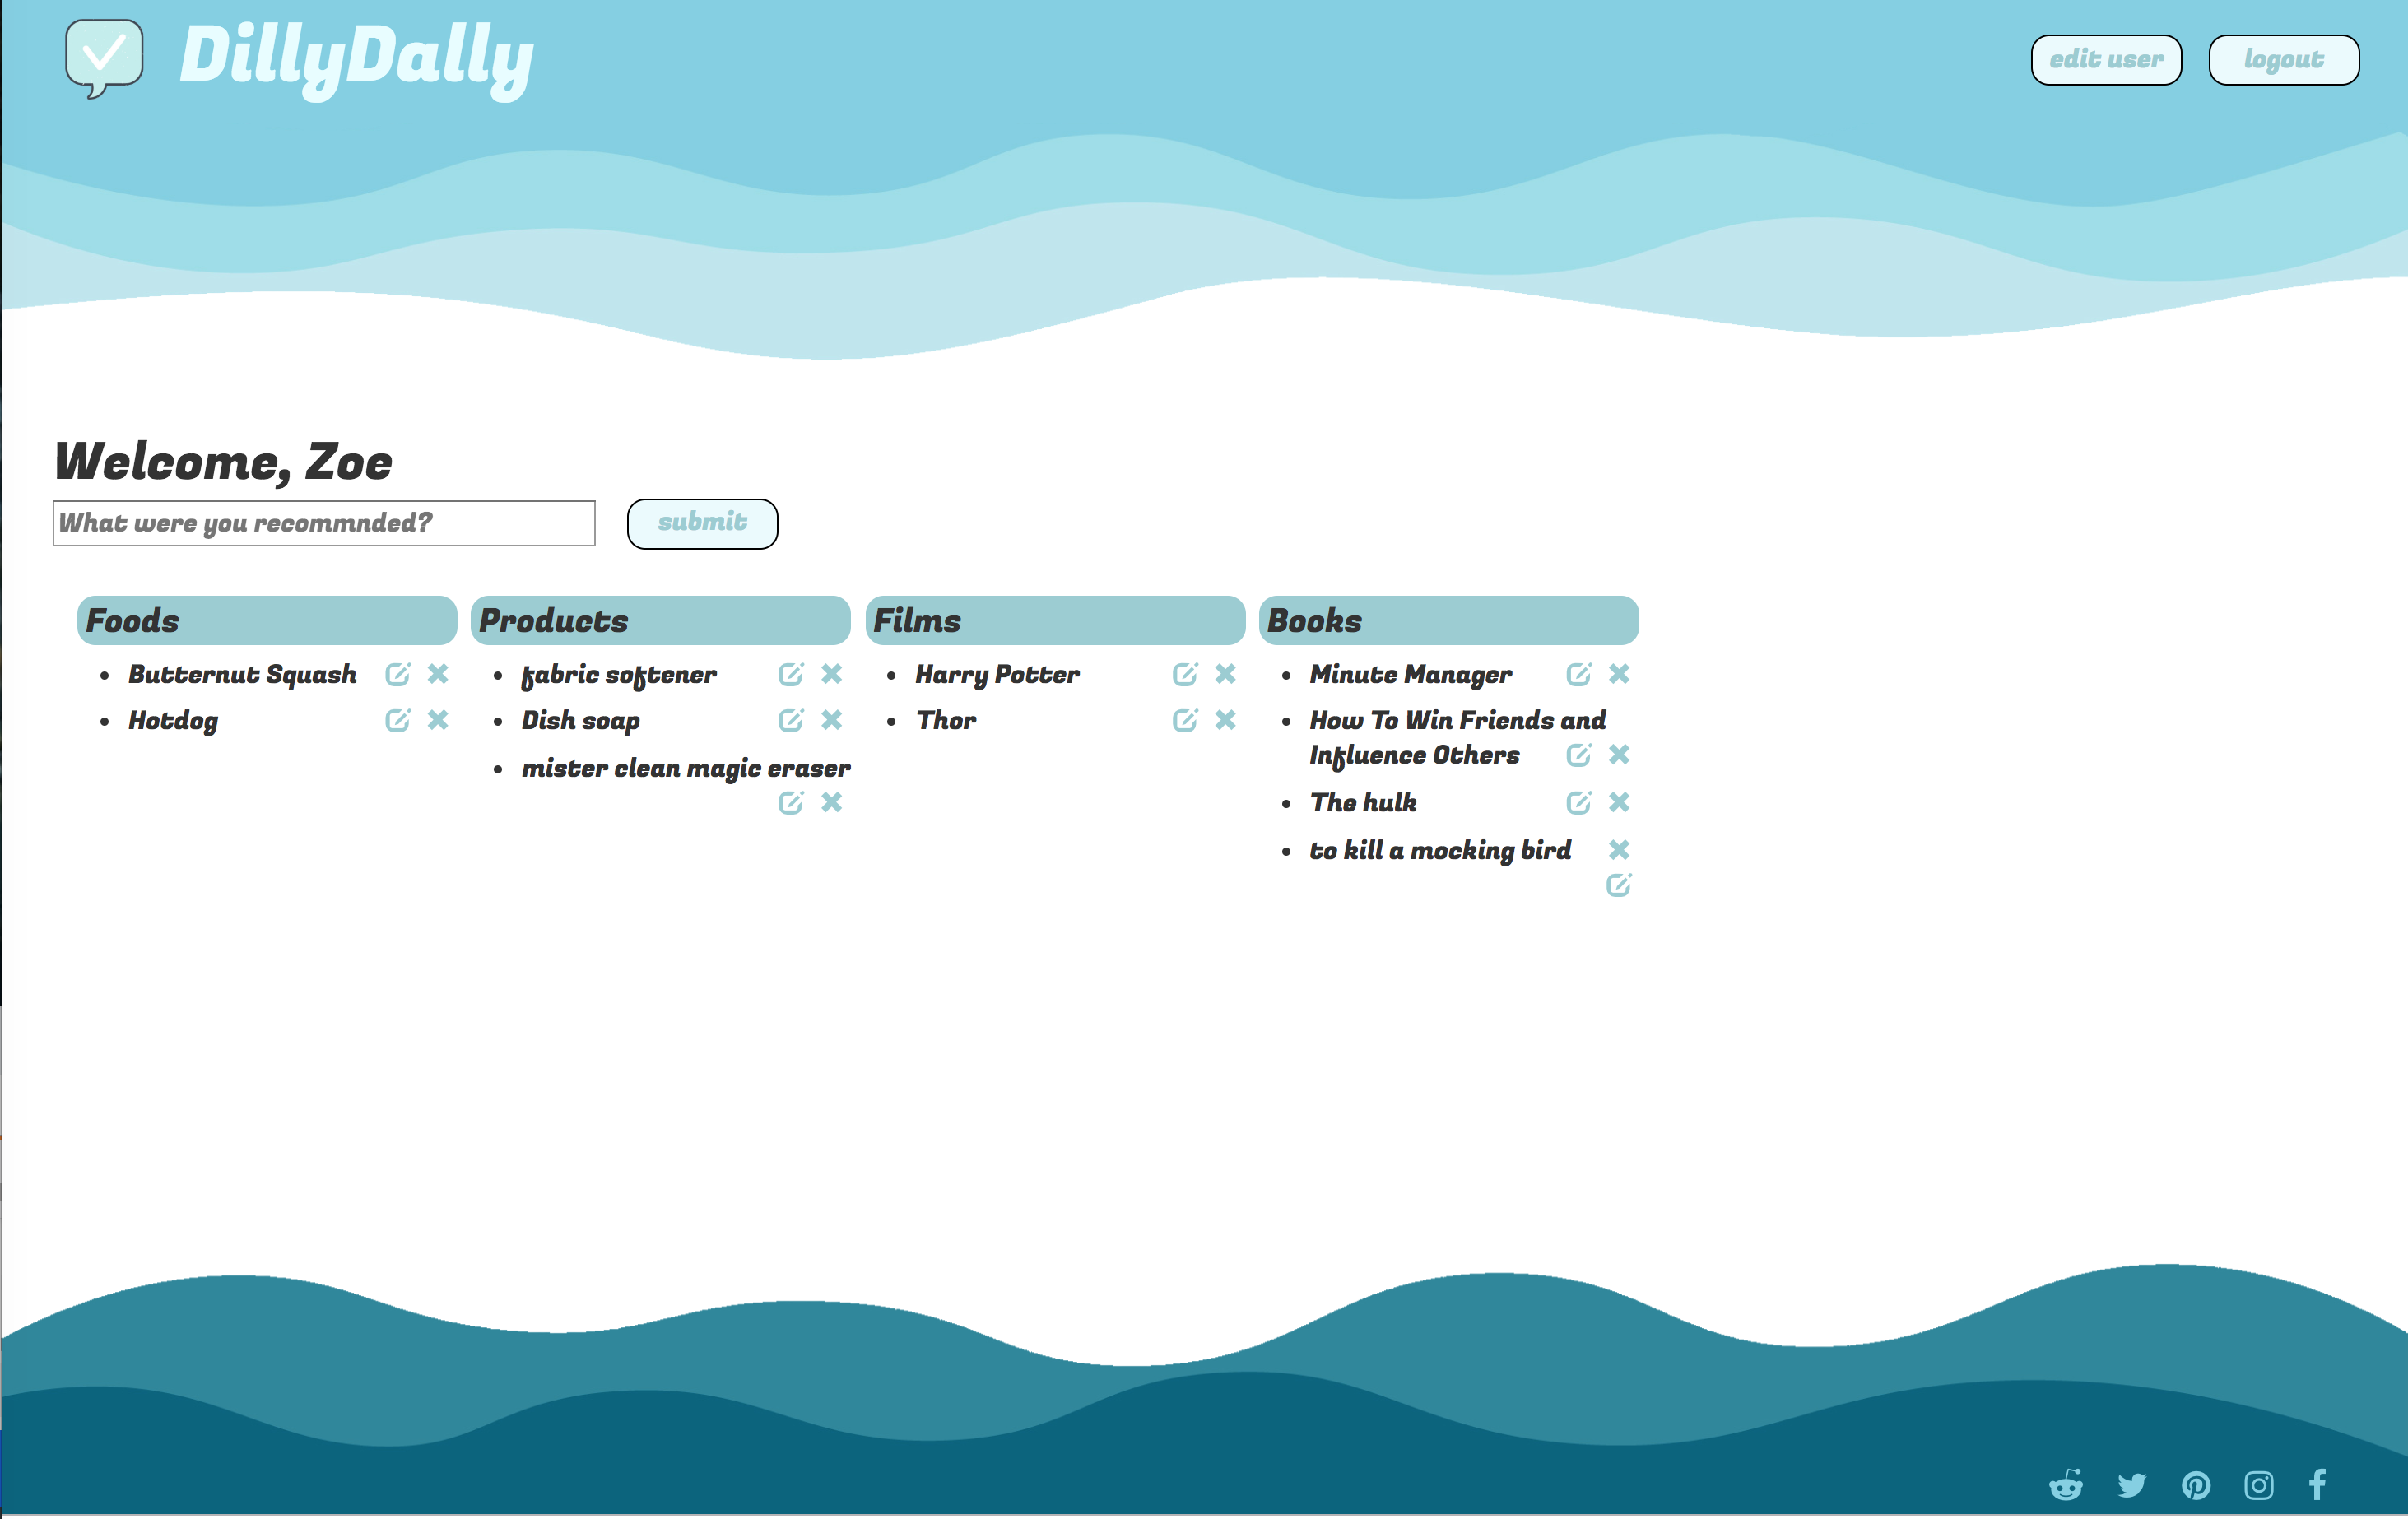 DillyDally
edit user
logout
Welcome, Zoe
What were you recommnded?
submit
Foods
Butternut Squash
Hotdog
Products
fabric softener
Dish soap
mister clean magic eraser
Films
Harry Potter
Thor
Books
Minute Manager
How To Win Friends and
Influence Others
The hulk
to kill a mocking bird